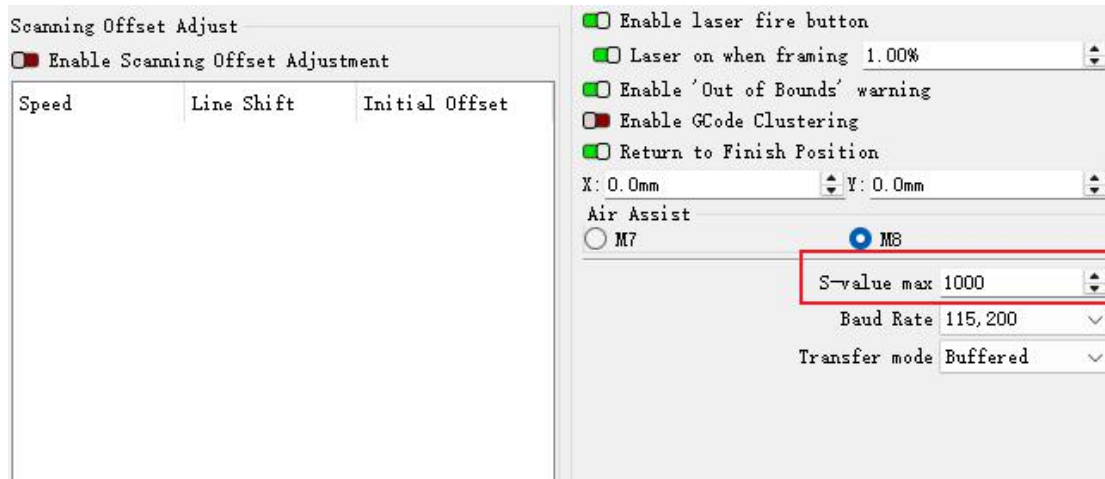 Scanning Offset Adjust
Enable Scanning Offset Adjustment
Speed Line Shift Initial Offset
Enable laser fire button
Laser on when framing 1.00%
Enable 'Out of Bounds' warning
Enable GCode Clustering
Return to Finish Position
X: 0.0mm Y: 0.0mm
Air Assist
M7 M8
S-value max 1000
Baud Rate 115,200
Transfer mode Buffered